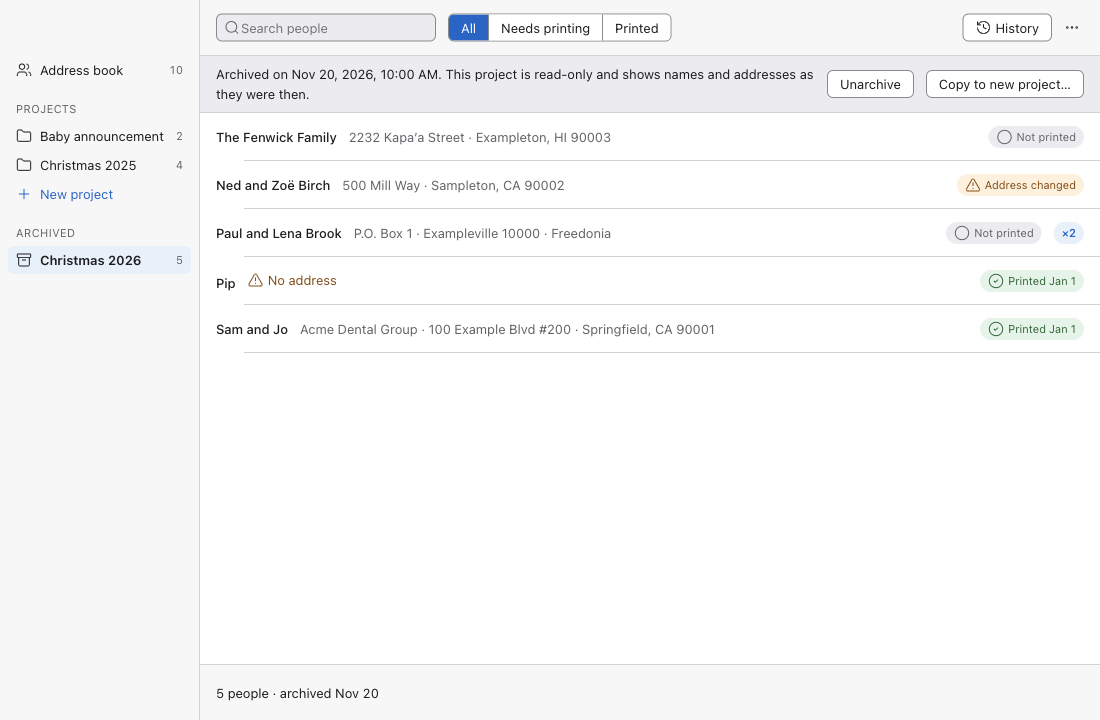 Search people
All
Needs printing
Printed
History
Address book 10
PROJECTS
Baby announcement 2
Christmas 2025 4
New project
ARCHIVED
Christmas 2026 5
Archived on Nov 20, 2026, 10:00 AM. This project is read-only and shows names and addresses as
they were then.
Unarchive
Copy to new project...
The Fenwick Family 2232 Kapaʻa Street · Exampleton, HI 90003 Not printed
Ned and Zoë Birch 500 Mill Way · Sampleton, CA 90002 Address changed
Paul and Lena Brook P.O. Box 1 · Exampleville 10000 · Freedonia Not printed ×2
Pip No address Printed Jan 1
Sam and Jo Acme Dental Group · 100 Example Blvd #200 · Springfield, CA 90001 Printed Jan 1
5 people · archived Nov 20